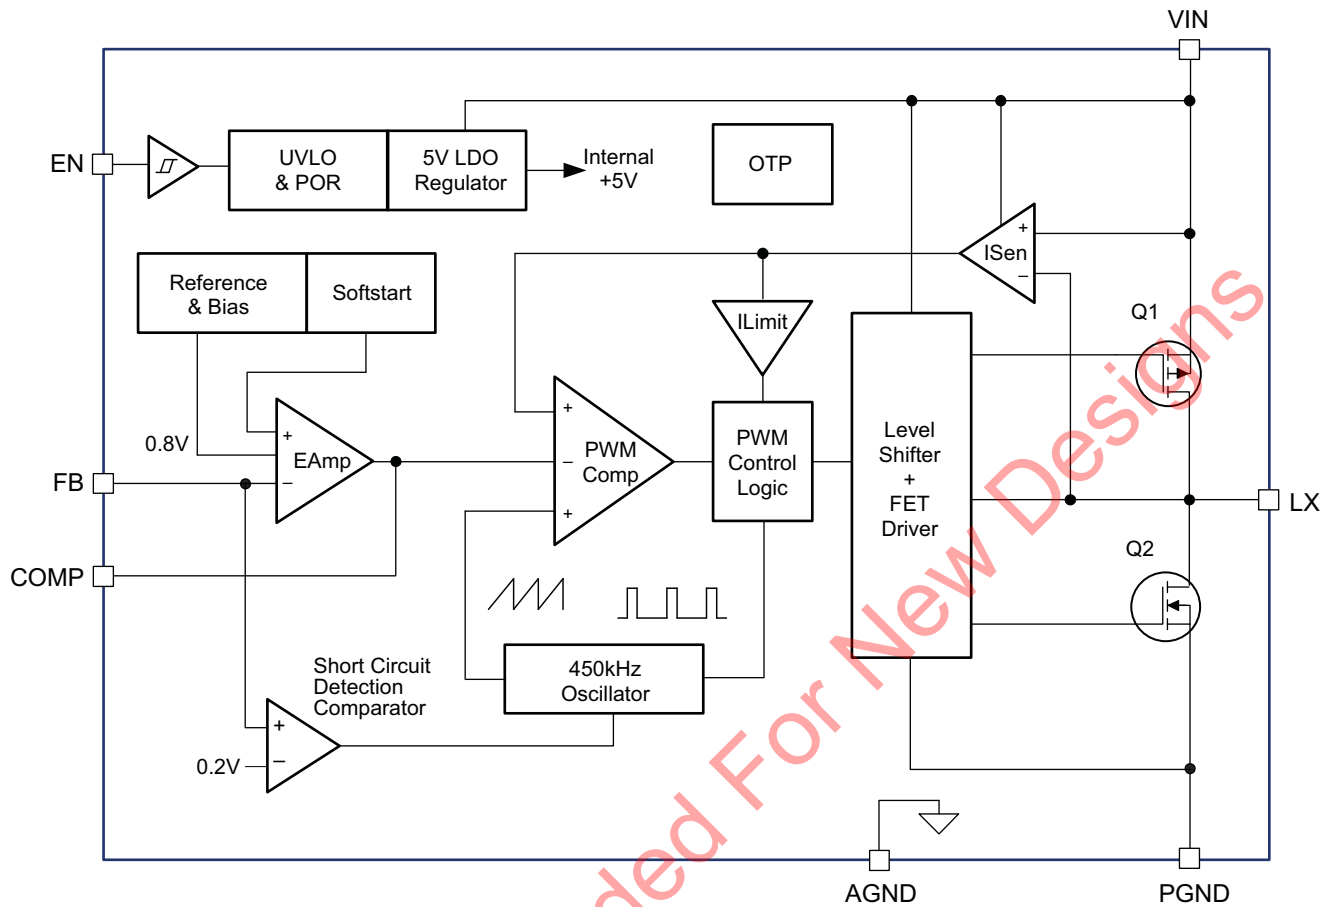 VIN
EN
UVLO
& POR
5V LDO
Regulator
Internal
+5V
OTP
Reference
& Bias
Softstart
+
ISen
−
ILimit
Q1
0.8V
+
EAmp
−
FB
+
PWM
Comp
−
+
PWM
Control
Logic
Level
Shifter
+
FET
Driver
LX
COMP
Q2
450kHz
Oscillator
Short Circuit
Detection
Comparator
+
0.2V
−
AGND
PGND
ded For New Designs